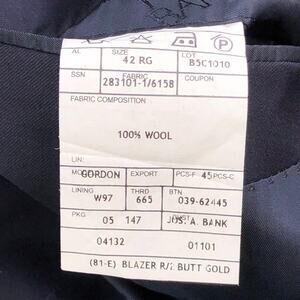 AL SIZE LOT
42 RG B5C1010
SSN FABRIC COUPON
283101-1/6158
FABRIC COMPOSITION
100% WOOL
LIN:
GORDON EXPORT PCS-F 45 PCS-C
LINING THRD BTN
W97 665 039-62445
PKG
05 147 JOS. A. BANK
04132 01101
(81-E) BLAZER R/2 BUTT GOLD